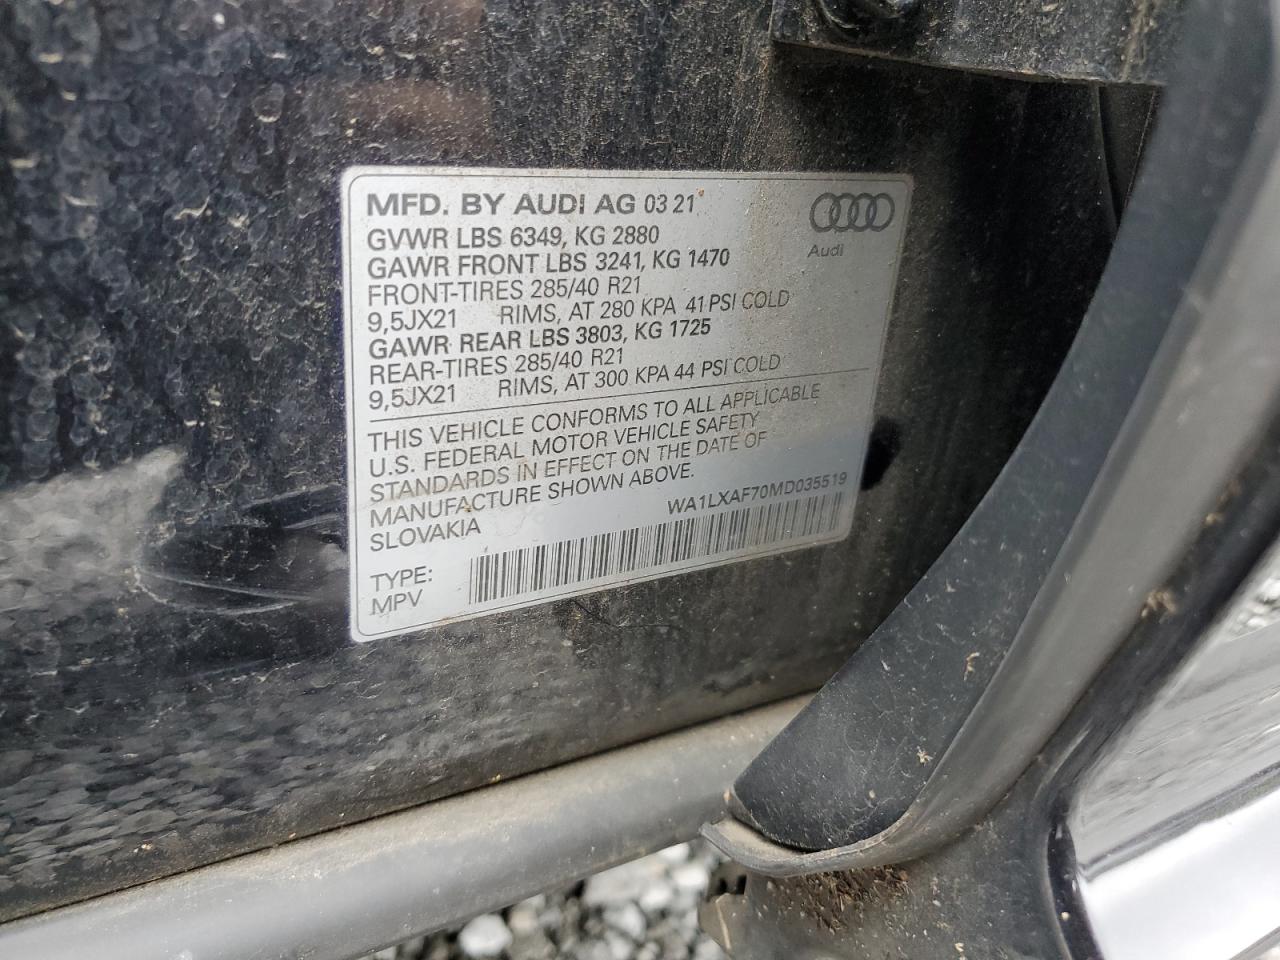 MFD. BY AUDI AG 03 21
Audi
GVWR LBS 6349, KG 2880
GAWR FRONT LBS 3241, KG 1470
FRONT-TIRES 285/40 R21
9,5JX21 RIMS, AT 280 KPA 41 PSI COLD
GAWR REAR LBS 3803, KG 1725
REAR-TIRES 285/40 R21
9,5JX21 RIMS, AT 300 KPA 44 PSI COLD
THIS VEHICLE CONFORMS TO ALL APPLICABLE
U.S. FEDERAL MOTOR VEHICLE SAFETY
STANDARDS IN EFFECT ON THE DATE OF
MANUFACTURE SHOWN ABOVE.
SLOVAKIA
WA1LXAF70MD035519
TYPE:
MPV